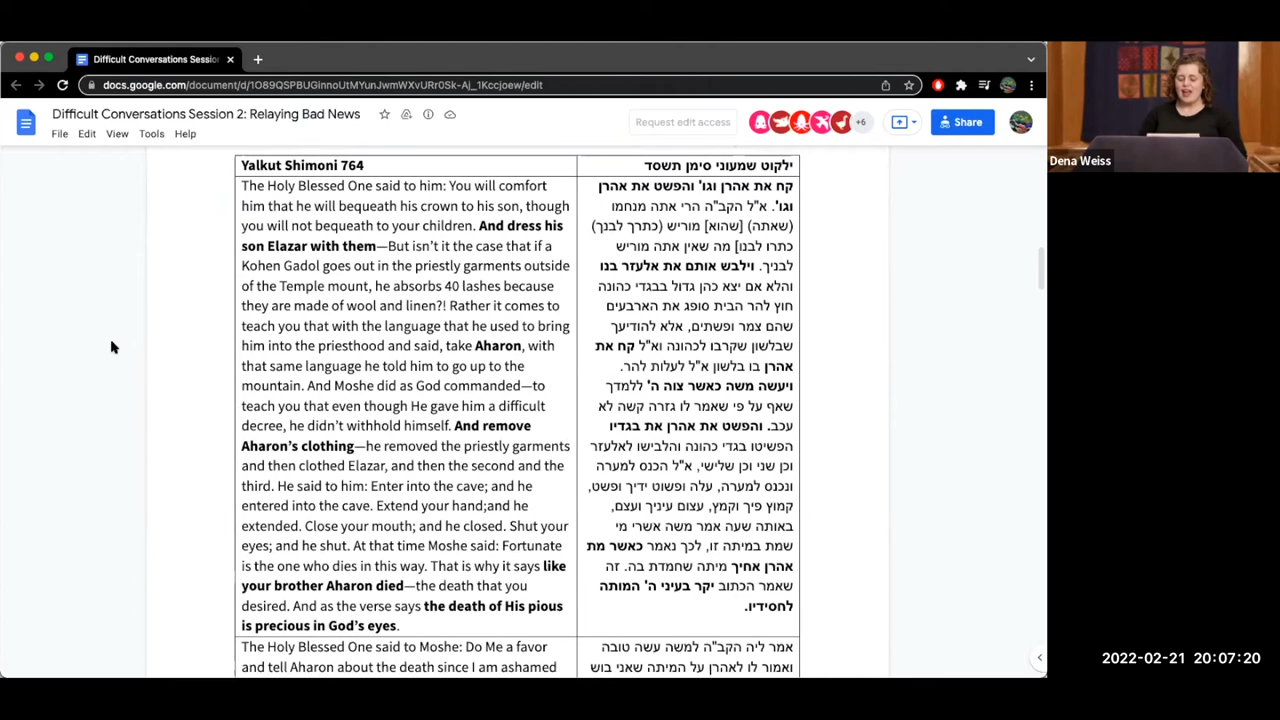 Difficult Conversations Session
docs.google.com/document/d/1O89QSPBUGinnoUtMYunJwmWXvURr0Sk-Aj_1Kccjoew/edit
Difficult Conversations Session 2: Relaying Bad News
File Edit View Tools Help
Request edit access
+6
Share
Dena Weiss
Yalkut Shimoni 764
The Holy Blessed One said to him: You will comfort
him that he will bequeath his crown to his son, though
you will not bequeath to your children. And dress his
son Elazar with them—But isn't it the case that if a
Kohen Gadol goes out in the priestly garments outside
of the Temple mount, he absorbs 40 lashes because
they are made of wool and linen?! Rather it comes to
teach you that with the language that he used to bring
him into the priesthood and said, take Aharon, with
that same language he told him to go up to the
mountain. And Moshe did as God commanded—to
teach you that even though He gave him a difficult
decree, he didn't withhold himself. And remove
Aharon's clothing—he removed the priestly garments
and then clothed Elazar, and then the second and the
third. He said to him: Enter into the cave; and he
entered into the cave. Extend your hand;and he
extended. Close your mouth; and he closed. Shut your
eyes; and he shut. At that time Moshe said: Fortunate
is the one who dies in this way. That is why it says like
your brother Aharon died—the death that you
desired. And as the verse says the death of His pious
is precious in God's eyes.
ילקוט שמעוני סימן תשסד
קח את אהרן וגו' והפשט את אהרן
וגו'. א"ל הקב"ה הרי אתה מנחמו
(שאתה) [שהוא] מוריש (כתרך לבנך)
כתרו לבנו] מה שאין אתה מוריש
לבניך. וילבש אותם את אלעזר בנו
והלא אם יצא כהן גדול בבגדי כהונה
חוץ להר הבית סופג את הארבעים
שהם צמר ופשתים, אלא להודיעך
שבלשון שקרבו לכהונה וא"ל קח את
אהרן בו בלשון א"ל לעלות להר.
ויעשה משה כאשר צוה ה' ללמדך
שאף על פי שאמר לו גזרה קשה לא
עכב. והפשט את אהרן את בגדיו
הפשיטו בגדי כהונה והלבישו לאלעזר
וכן שני וכן שלישי, א"ל הכנס למערה
ונכנס למערה, עלה ופשוט ידיך ופשט,
קמוץ פיך וקמץ, עצום עיניך ועצם,
באותה שעה אמר משה אשרי מי
שמת במיתה זו, לכך נאמר כאשר מת
אהרן אחיך מיתה שחמדת בה. זה
שאמר הכתוב יקר בעיני ה' המותה
לחסידיו.
The Holy Blessed One said to Moshe: Do Me a favor
and tell Aharon about the death since I am ashamed
אמר ליה הקב"ה למשה עשה טובה
ואמור לו לאהרן על המיתה שאני בוש
2022-02-21 20:07:20